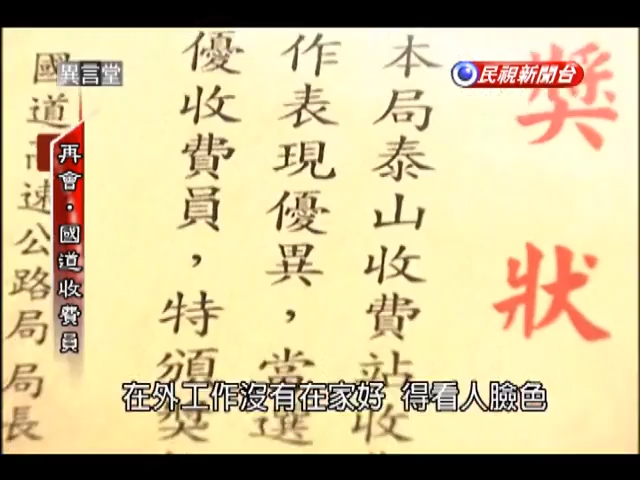 獎狀
本局泰山收費站收
作表現優異，當選
優收費員，特頒獎
國道高速公路局局長
異言堂
民視新聞台
再會·國道收費員
在外工作沒有在家好 得看人臉色